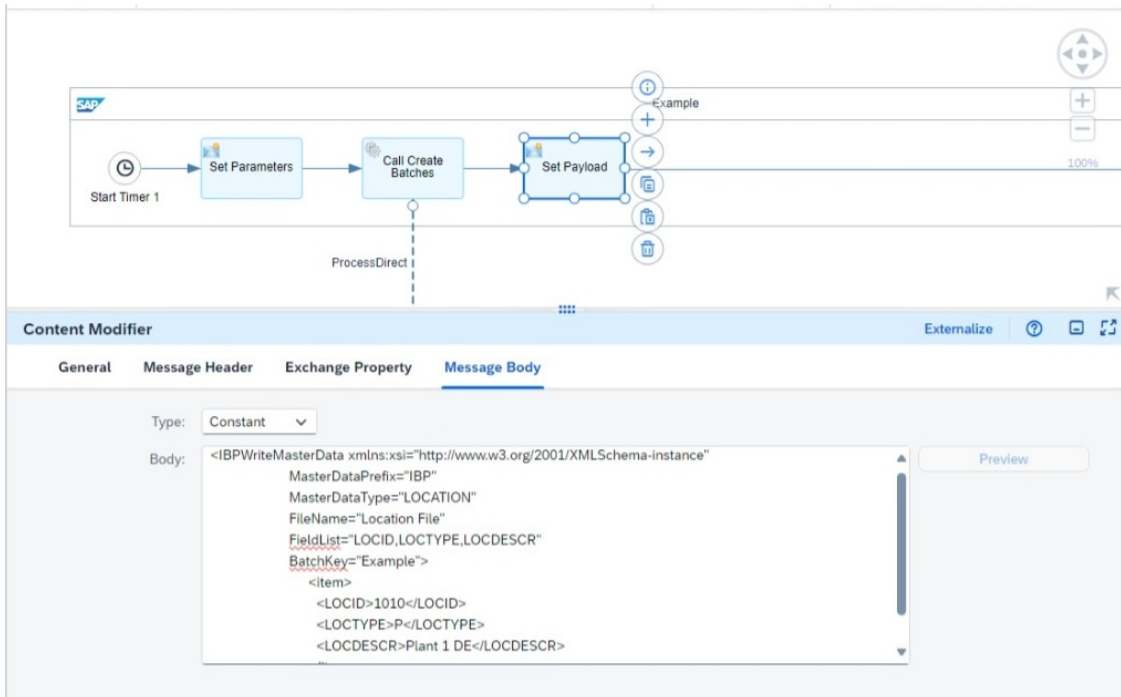 SAP
Example
Set Parameters
Call Create
Batches
Set Payload
100%
Start Timer 1
ProcessDirect
Content Modifier
Externalize
General
Message Header
Exchange Property
Message Body
Type:
Constant
Body:
<IBPWriteMasterData xmlns:xsi="http://www.w3.org/2001/XMLSchema-instance"
MasterDataPrefix="IBP"
MasterDataType="LOCATION"
FileName="Location File"
FieldList="LOCID,LOCTYPE,LOCDESCR"
BatchKey="Example">
<item>
<LOCID>1010</LOCID>
<LOCTYPE>P</LOCTYPE>
<LOCDESCR>Plant 1 DE</LOCDESCR>
Preview